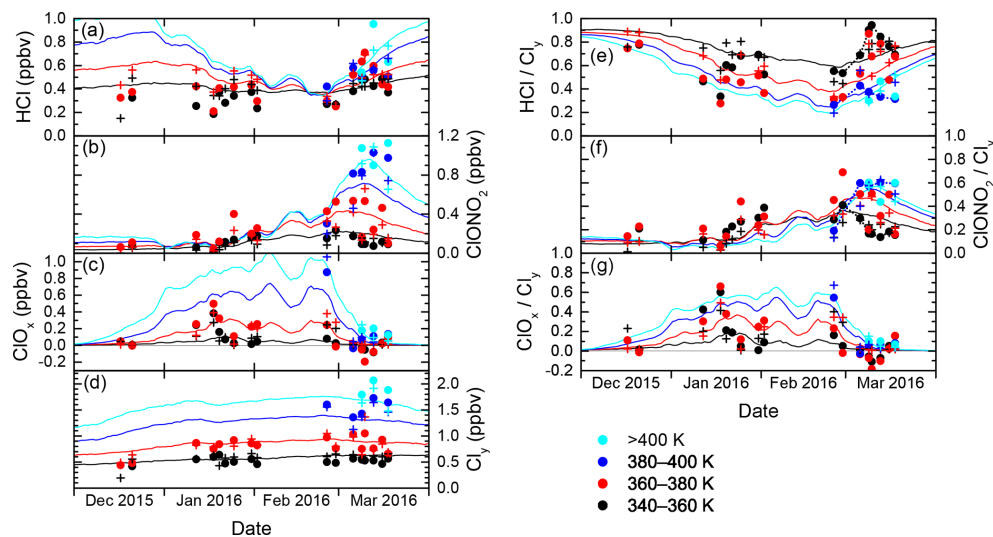 (a)
HCl (ppbv)
1.0
0.8
0.6
0.4
0.2
0.0
(b)
ClONO2 (ppbv)
1.2
0.8
0.4
0.0
(c)
ClOx (ppbv)
1.0
0.8
0.6
0.4
0.2
0.0
-0.2
(d)
Cly (ppbv)
2.0
1.5
1.0
0.5
0.0
Dec 2015
Jan 2016
Feb 2016
Mar 2016
Date
(e)
HCl / Cly
1.0
0.8
0.6
0.4
0.2
0.0
(f)
ClONO2 / Cly
1.0
0.8
0.6
0.4
0.2
0.0
(g)
ClOx / Cly
0.8
0.6
0.4
0.2
0.0
-0.2
Dec 2015
Jan 2016
Feb 2016
Mar 2016
Date
>400 K
380–400 K
360–380 K
340–360 K